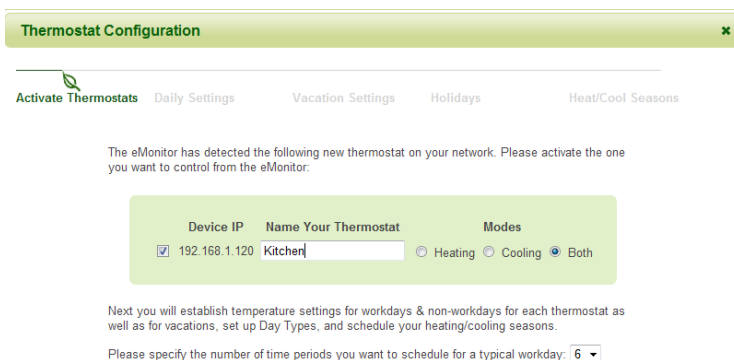 Thermostat Configuration
Activate Thermostats Daily Settings Vacation Settings Holidays Heat/Cool Seasons
The eMonitor has detected the following new thermostat on your network. Please activate the one
you want to control from the eMonitor:
Device IP Name Your Thermostat Modes
192.168.1.120 Kitchen Heating Cooling Both
Next you will establish temperature settings for workdays & non-workdays for each thermostat as
well as for vacations, set up Day Types, and schedule your heating/cooling seasons.
Please specify the number of time periods you want to schedule for a typical workday: 6